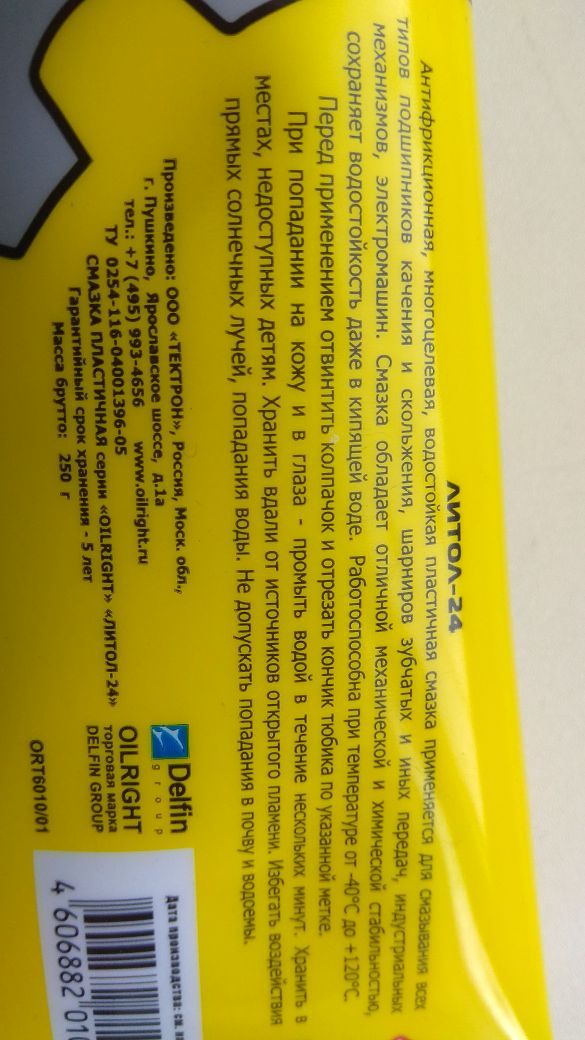 ЛИТОЛ-24
Антифрикционная, многоцелевая, водостойкая пластичная смазка применяется для смазывания всех
типов подшипников качения и скольжения, шарниров зубчатых и иных передач, индустриальных
механизмов, электромашин. Смазка обладает отличной механической и химической стабильностью,
сохраняет водостойкость даже в кипящей воде. Работоспособна при температуре от -40°С до +120°С.
Перед применением отвинтить колпачок и отрезать кончик тюбика по указанной метке.
При попадании на кожу и в глаза - промыть водой в течение нескольких минут. Хранить в
местах, недоступных детям. Хранить вдали от источников открытого пламени. Избегать воздействия
прямых солнечных лучей, попадания воды. Не допускать попадания в почву и водоемы.
Произведено: ООО «ТЕКТРОН», Россия, Моск. обл.,
г. Пушкино, Ярославское шоссе, д.1а
тел.: +7 (495) 993-4656 www.oilright.ru
ТУ 0254-116-04001396-05
СМАЗКА ПЛАСТИЧНАЯ серии «OILRIGHT» «ЛИТОЛ-24»
Гарантийный срок хранения - 5 лет
Масса брутто: 250 г
Delfin
group
OILRIGHT
торговая марка
DELFIN GROUP
ORT6010/01
Дата производства: см.
4 606882 010